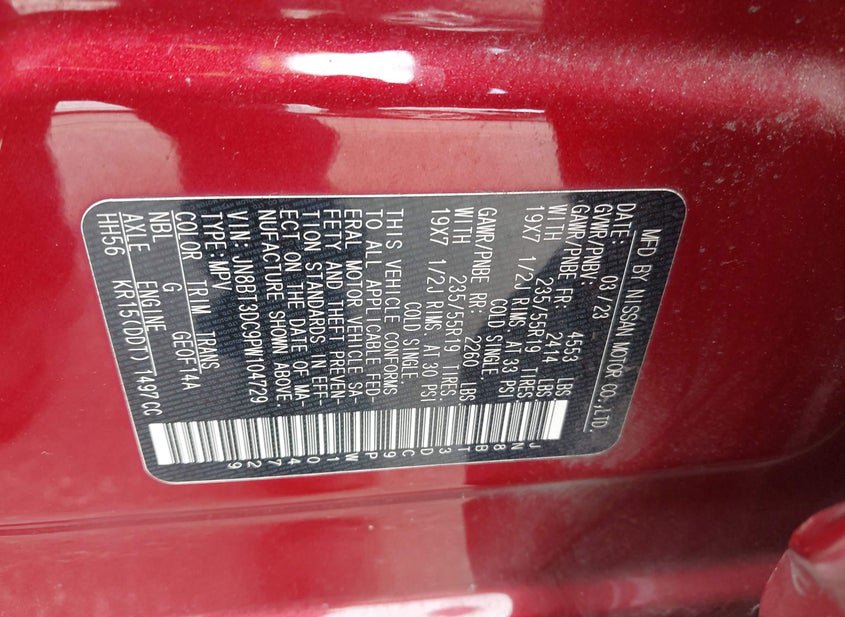 MFD BY NISSAN MOTOR CO.,LTD.
DATE: 03/23
GVWR/PNBV: 4553 LBS
GAWR/PNBE FR: 2414 LBS
WITH 235/55R19 TIRES
19X7 1/2J RIMS AT 33 PSI
COLD SINGLE.
GAWR/PNBE RR: 2260 LBS
WITH 235/55R19 TIRES
19X7 1/2J RIMS AT 30 PSI
COLD SINGLE.
THIS VEHICLE CONFORMS
TO ALL APPLICABLE FED-
ERAL MOTOR VEHICLE SA-
FETY AND THEFT PREVEN-
TION STANDARDS IN EFF-
ECT ON THE DATE OF MA-
NUFACTURE SHOWN ABOVE.
VIN: JN8BT3DC9PW104729
TYPE: MPV
COLOR TRIM TRANS
NBL G GE0F14A
AXLE ENGINE
HH56 KR15(DDT) 1497CC
JN8BT3DC9PW104729